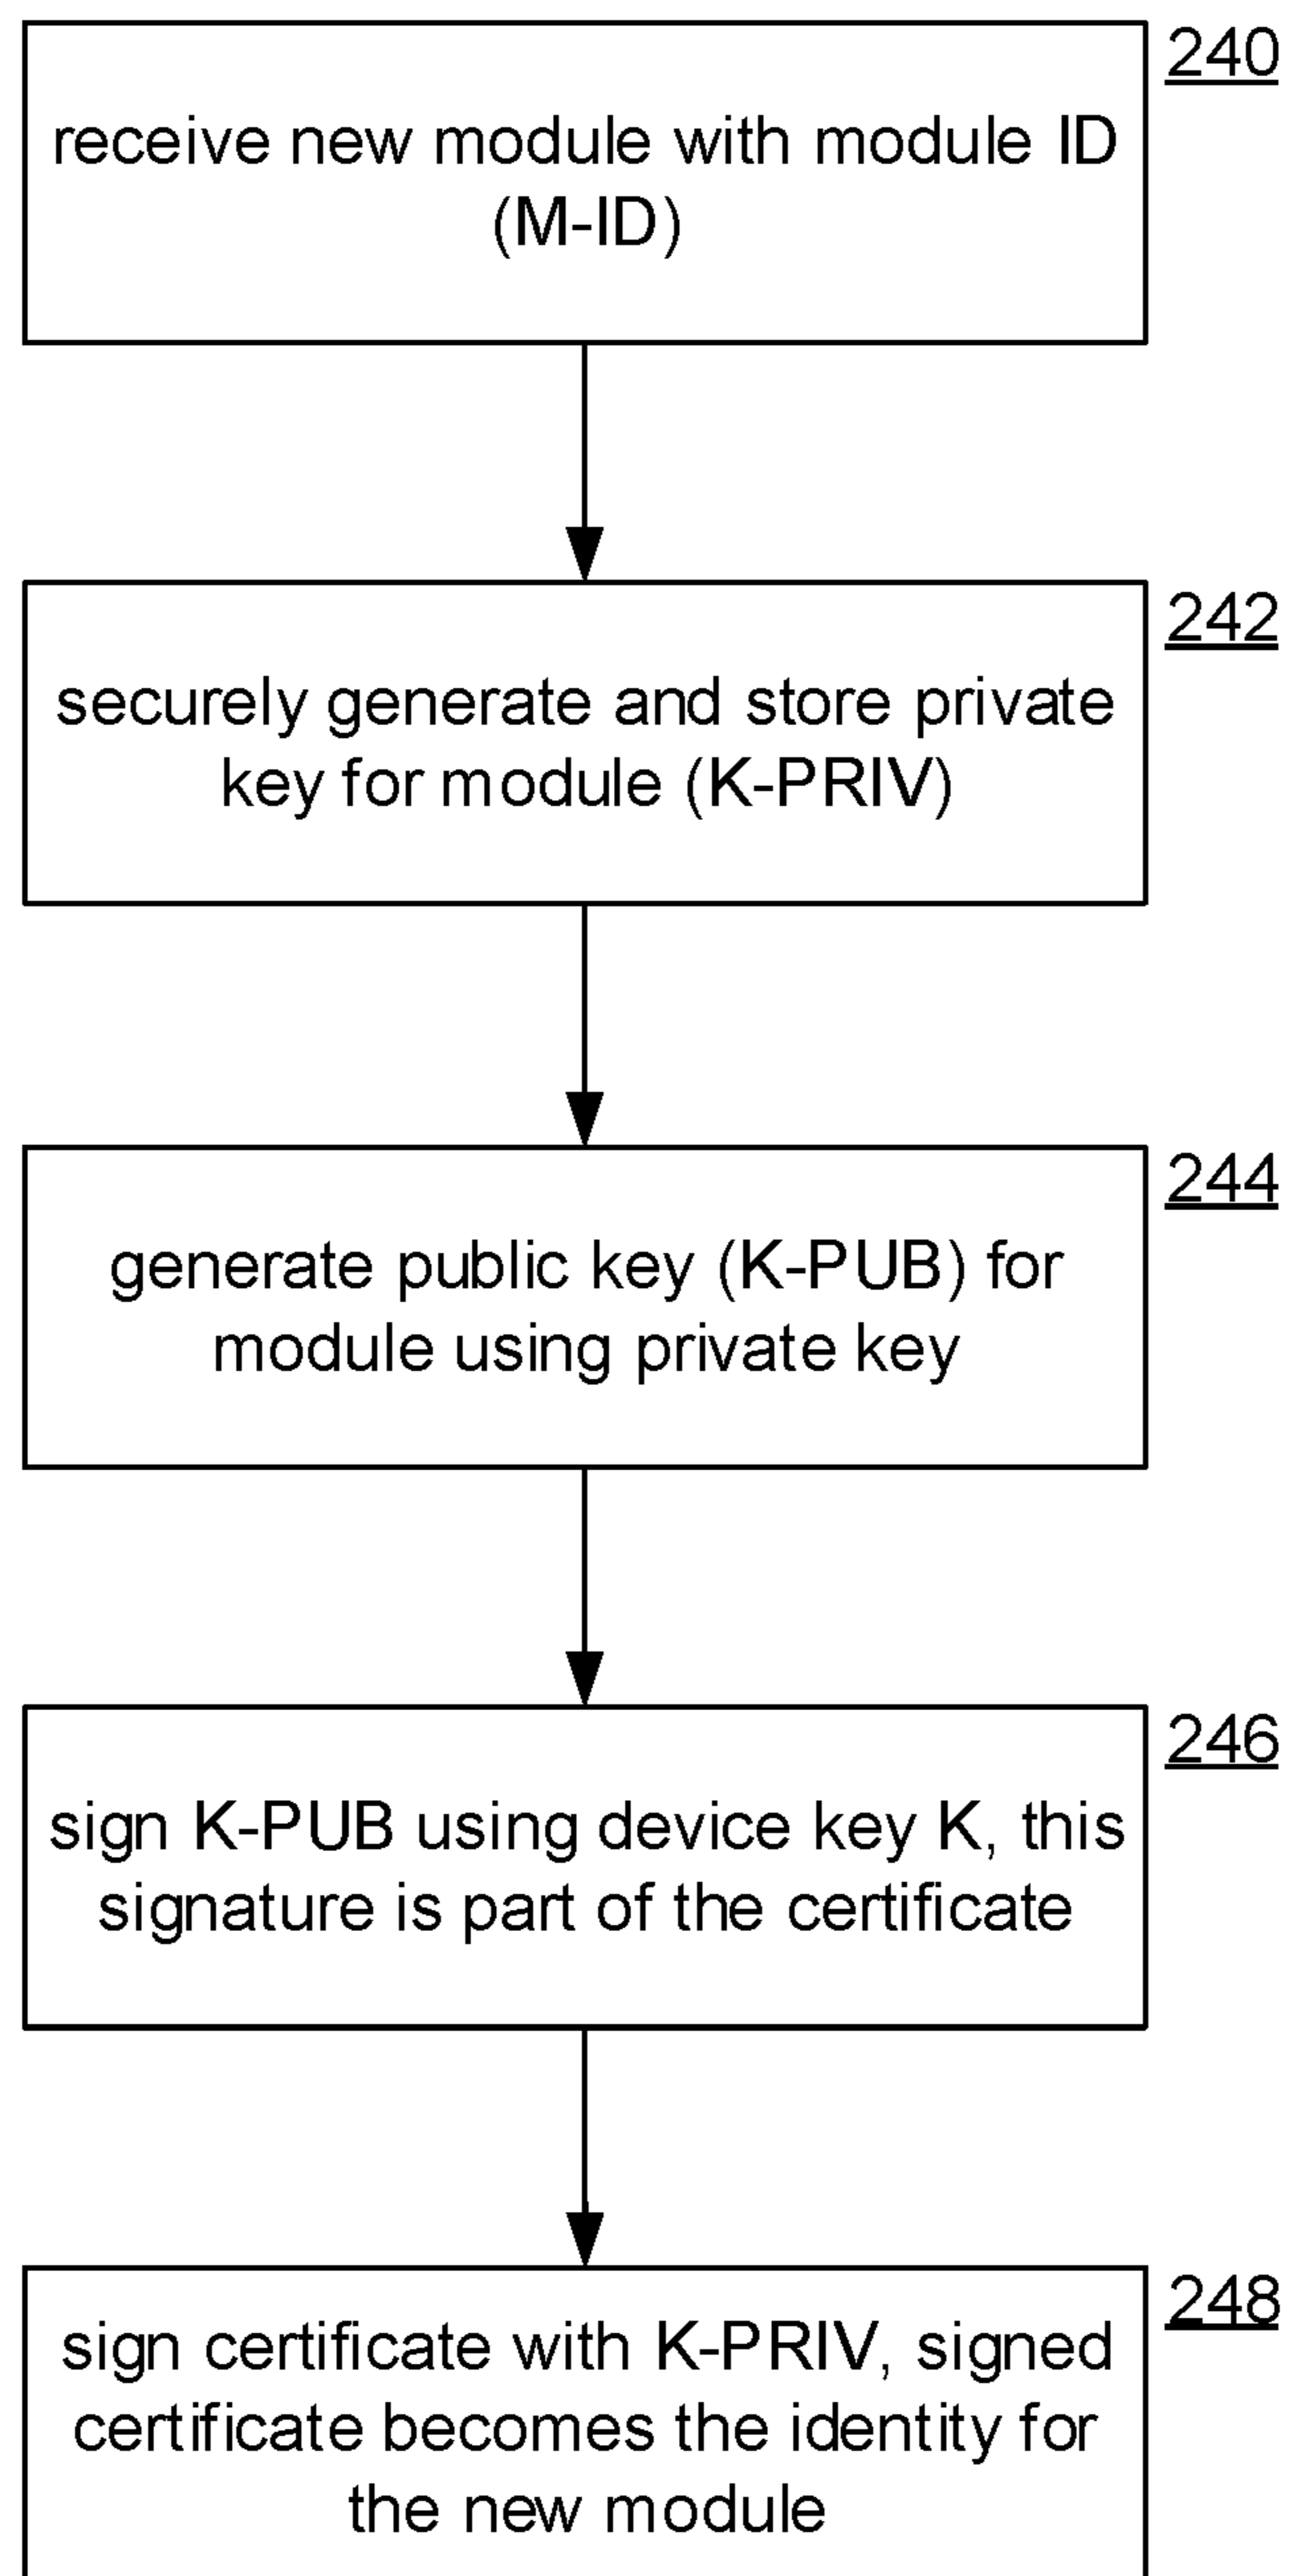 240
receive new module with module ID
(M-ID)
242
securely generate and store private
key for module (K-PRIV)
244
generate public key (K-PUB) for
module using private key
246
sign K-PUB using device key K, this
signature is part of the certificate
248
sign certificate with K-PRIV, signed
certificate becomes the identity for
the new module